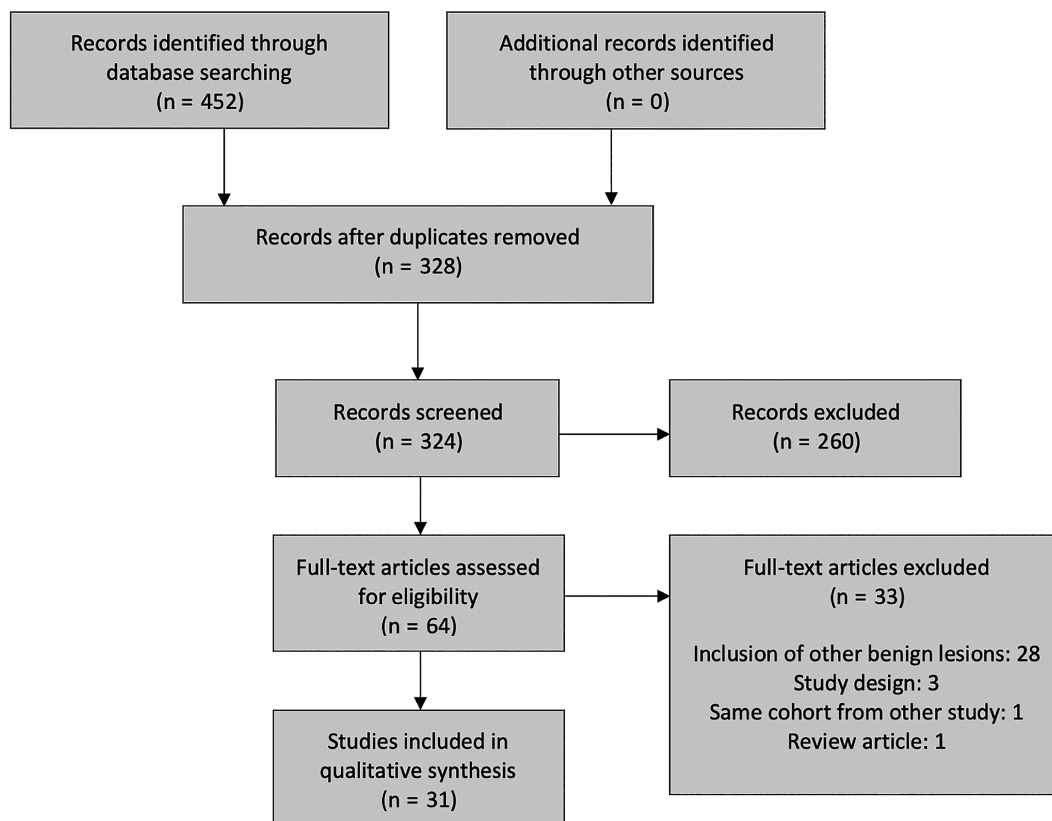 Records identified through
database searching
(n = 452)
Additional records identified
through other sources
(n = 0)
Records after duplicates removed
(n = 328)
Records screened
(n = 324)
Records excluded
(n = 260)
Full-text articles assessed
for eligibility
(n = 64)
Full-text articles excluded
(n = 33)
Inclusion of other benign lesions: 28
Study design: 3
Same cohort from other study: 1
Review article: 1
Studies included in
qualitative synthesis
(n = 31)